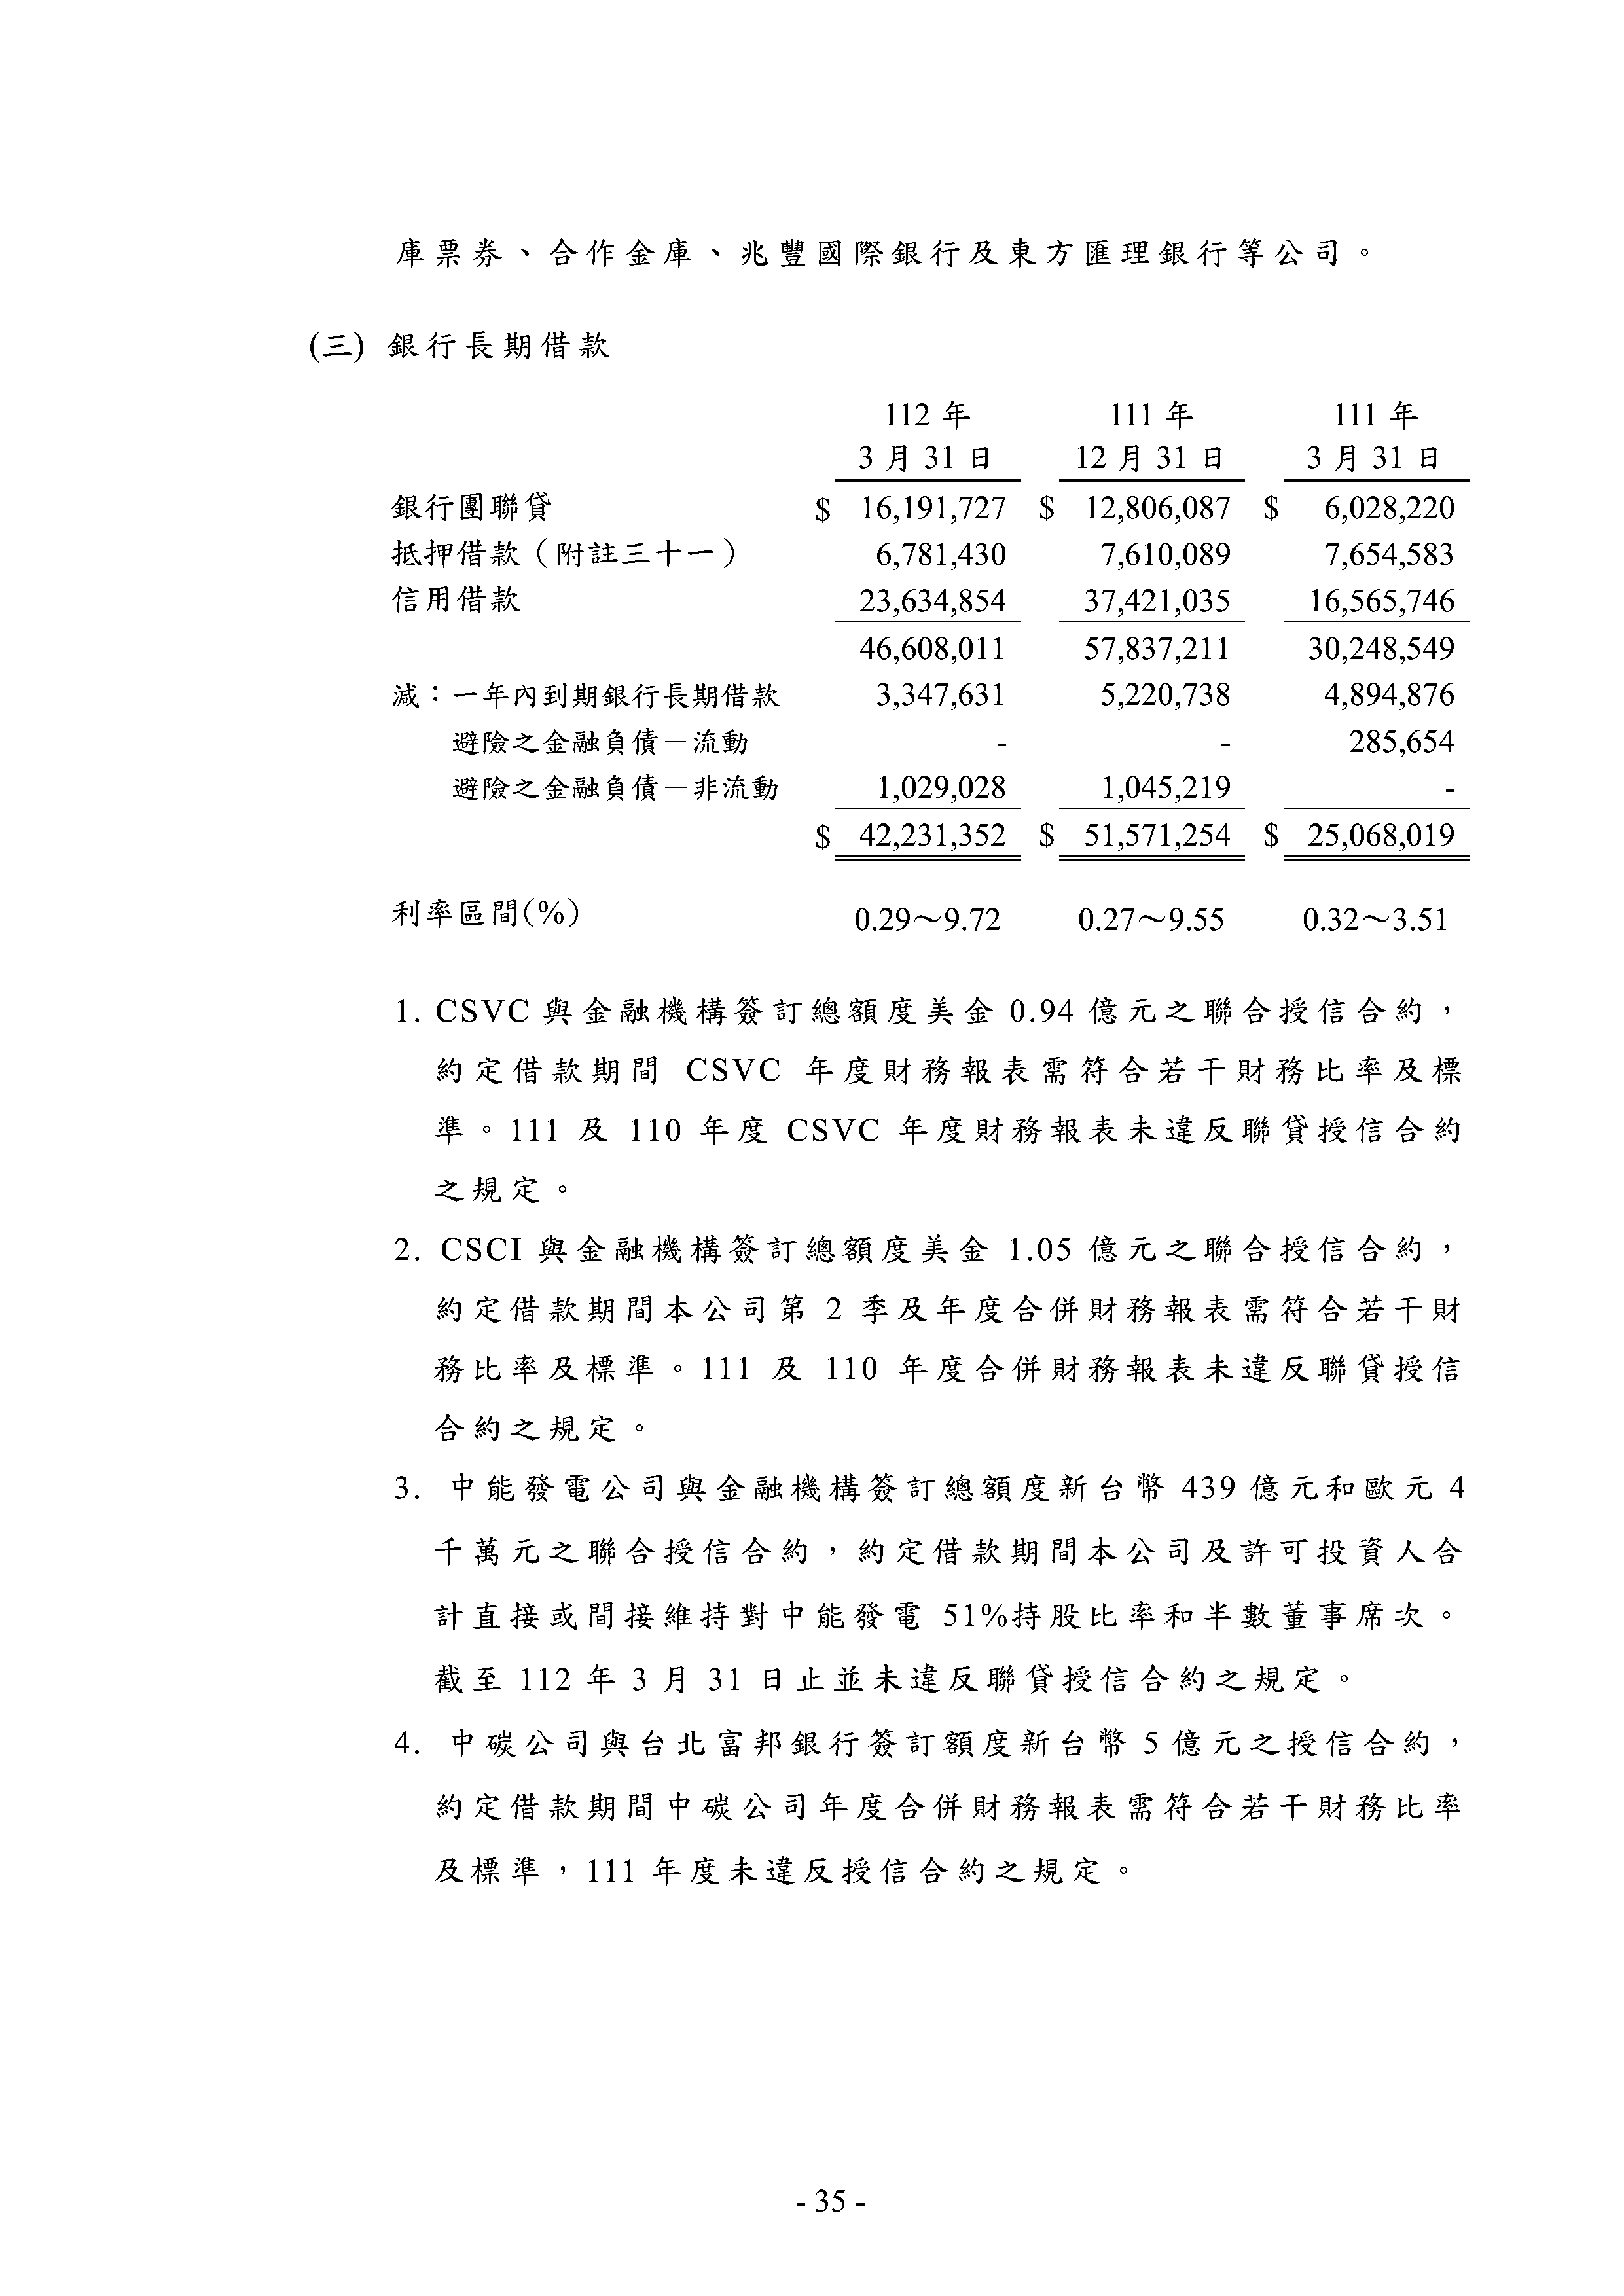 庫票券、合作金庫、兆豐國際銀行及東方匯理銀行等公司。
(三) 銀行長期借款
112 年 111 年 111 年
3 月 31 日 12 月 31 日 3 月 31 日
銀行團聯貸 $ 16,191,727 $ 12,806,087 $ 6,028,220
抵押借款（附註三十一） 6,781,430 7,610,089 7,654,583
信用借款 23,634,854 37,421,035 16,565,746
46,608,011 57,837,211 30,248,549
減：一年內到期銀行長期借款 3,347,631 5,220,738 4,894,876
避險之金融負債－流動 - - 285,654
避險之金融負債－非流動 1,029,028 1,045,219 -
$ 42,231,352 $ 51,571,254 $ 25,068,019
利率區間(%) 0.29～9.72 0.27～9.55 0.32～3.51
1. CSVC 與金融機構簽訂總額度美金 0.94 億元之聯合授信合約，
約定借款期間 CSVC 年度財務報表需符合若干財務比率及標
準。111 及 110 年度 CSVC 年度財務報表未違反聯貸授信合約
之規定。
2. CSCI 與金融機構簽訂總額度美金 1.05 億元之聯合授信合約，
約定借款期間本公司第 2 季及年度合併財務報表需符合若干財
務比率及標準。111 及 110 年度合併財務報表未違反聯貸授信
合約之規定。
3. 中能發電公司與金融機構簽訂總額度新台幣 439 億元和歐元 4
千萬元之聯合授信合約，約定借款期間本公司及許可投資人合
計直接或間接維持對中能發電 51%持股比率和半數董事席次。
截至 112 年 3 月 31 日止並未違反聯貸授信合約之規定。
4. 中碳公司與台北富邦銀行簽訂額度新台幣 5 億元之授信合約，
約定借款期間中碳公司年度合併財務報表需符合若干財務比率
及標準，111 年度未違反授信合約之規定。
- 35 -